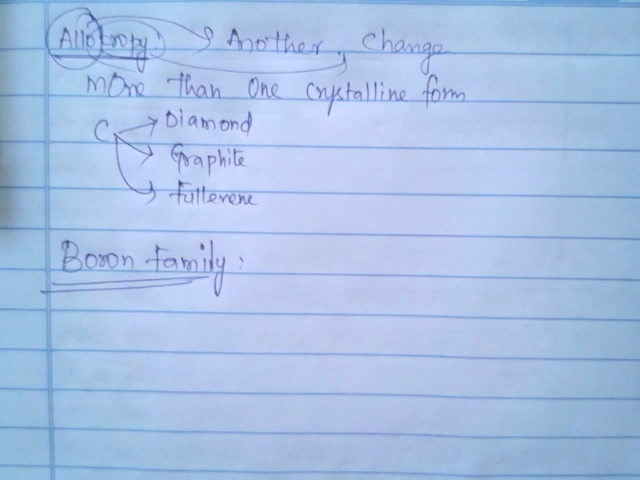 Allotropy → Another, Change
more than one crystalline form
C → Diamond
→ Graphite
→ Fullerene
Boron Family: